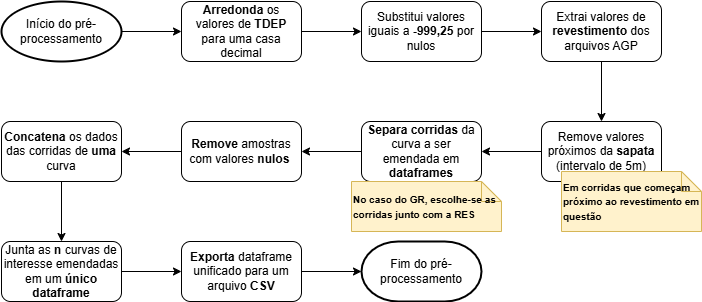 Início do pré-
processamento
Arredonda os
valores de TDEP
para uma casa
decimal
Substitui valores
iguais a -999,25 por
nulos
Extrai valores de
revestimento dos
arquivos AGP
Remove valores
próximos da sapata
(intervalo de 5m)
Em corridas que começam
próximo ao revestimento em
questão
Separa corridas da
curva a ser
emendada em
dataframes
No caso do GR, escolhe-se as
corridas junto com a RES
Remove amostras
com valores nulos
Concatena os dados
das corridas de uma
curva
Junta as n curvas de
interesse emendadas
em um único
dataframe
Exporta dataframe
unificado para um
arquivo CSV
Fim do pré-
processamento